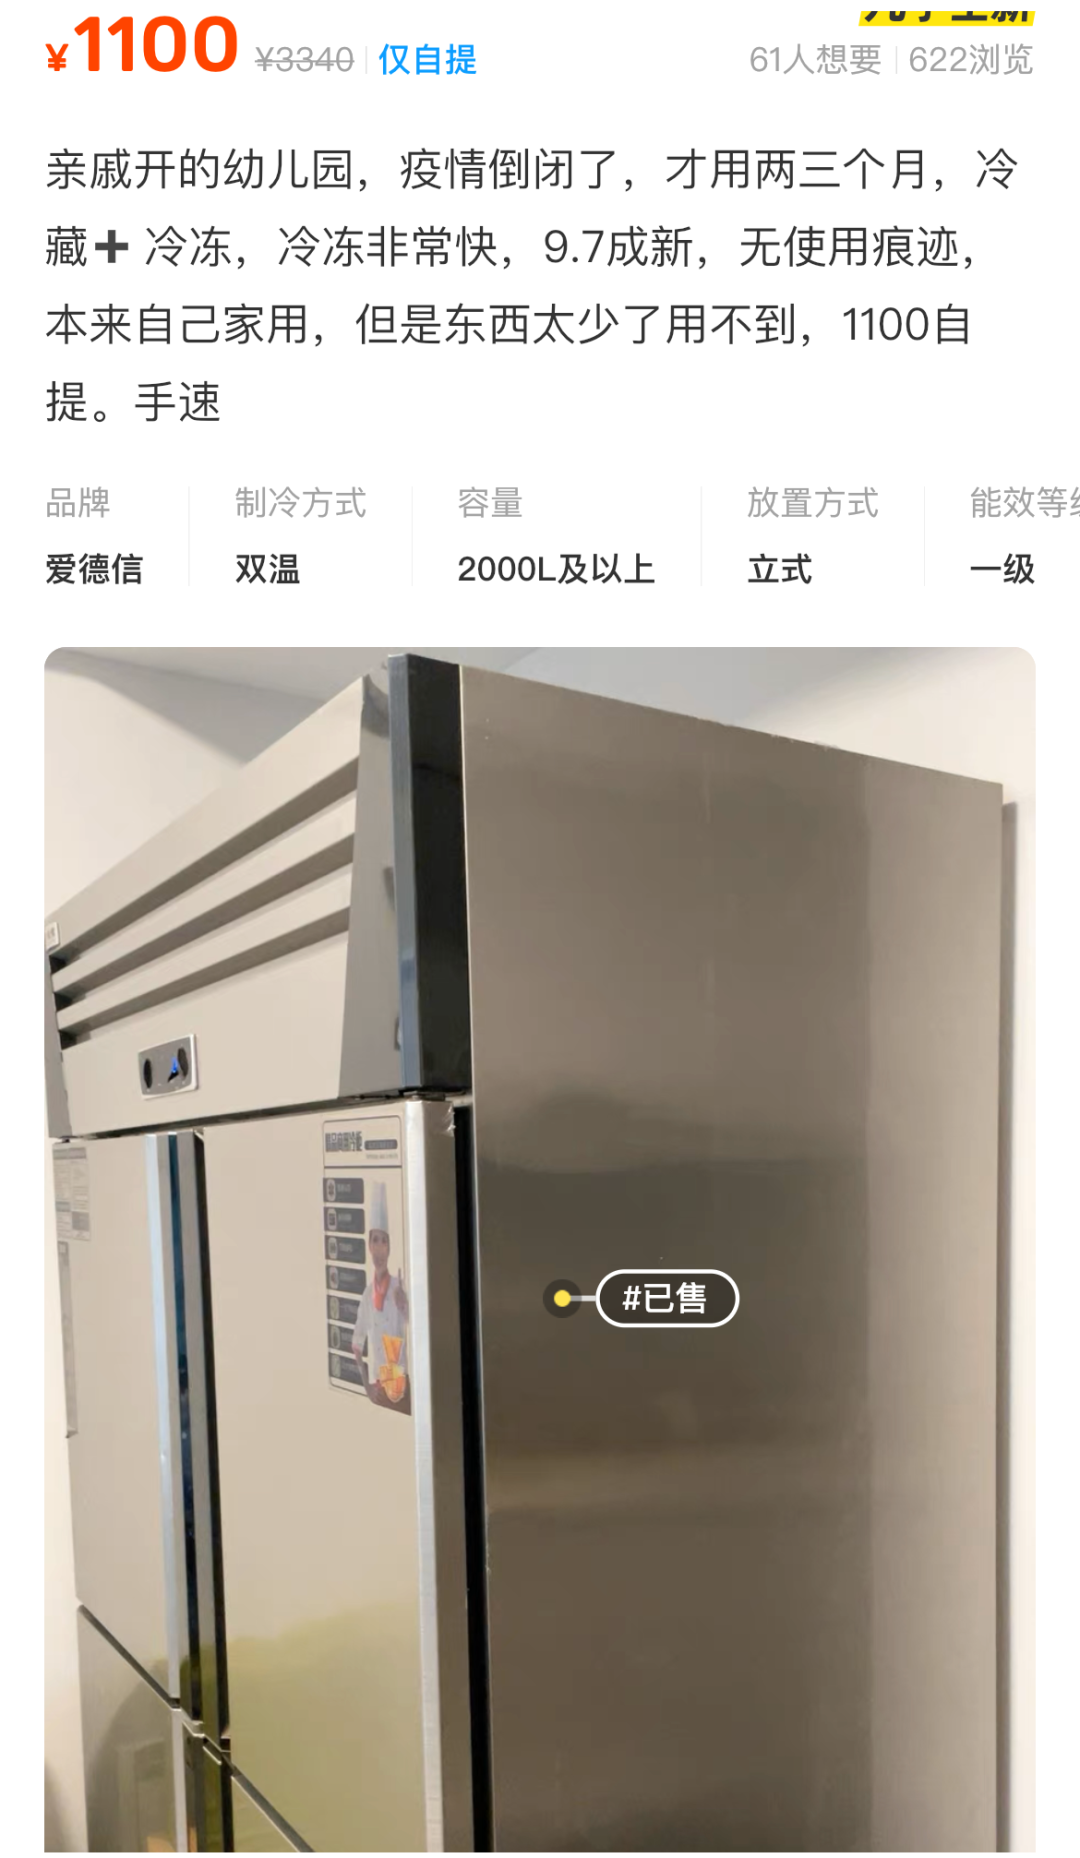 ¥1100 ¥3340 仅自提
61人想要 622浏览
亲戚开的幼儿园，疫情倒闭了，才用两三个月，冷
藏➕ 冷冻，冷冻非常快，9.7成新，无使用痕迹，
本来自己家用，但是东西太少了用不到，1100自
提。手速
品牌 制冷方式 容量 放置方式 能效等级
爱德信 双温 2000L及以上 立式 一级
#已售